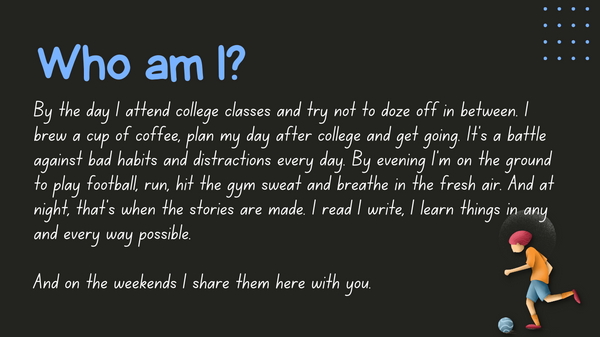 Who am I?
By the day I attend college classes and try not to doze off in between. I
brew a cup of coffee, plan my day after college and get going. It's a battle
against bad habits and distractions every day. By evening I'm on the ground
to play football, run, hit the gym sweat and breathe in the fresh air. And at
night, that's when the stories are made. I read I write, I learn things in any
and every way possible.
And on the weekends I share them here with you.